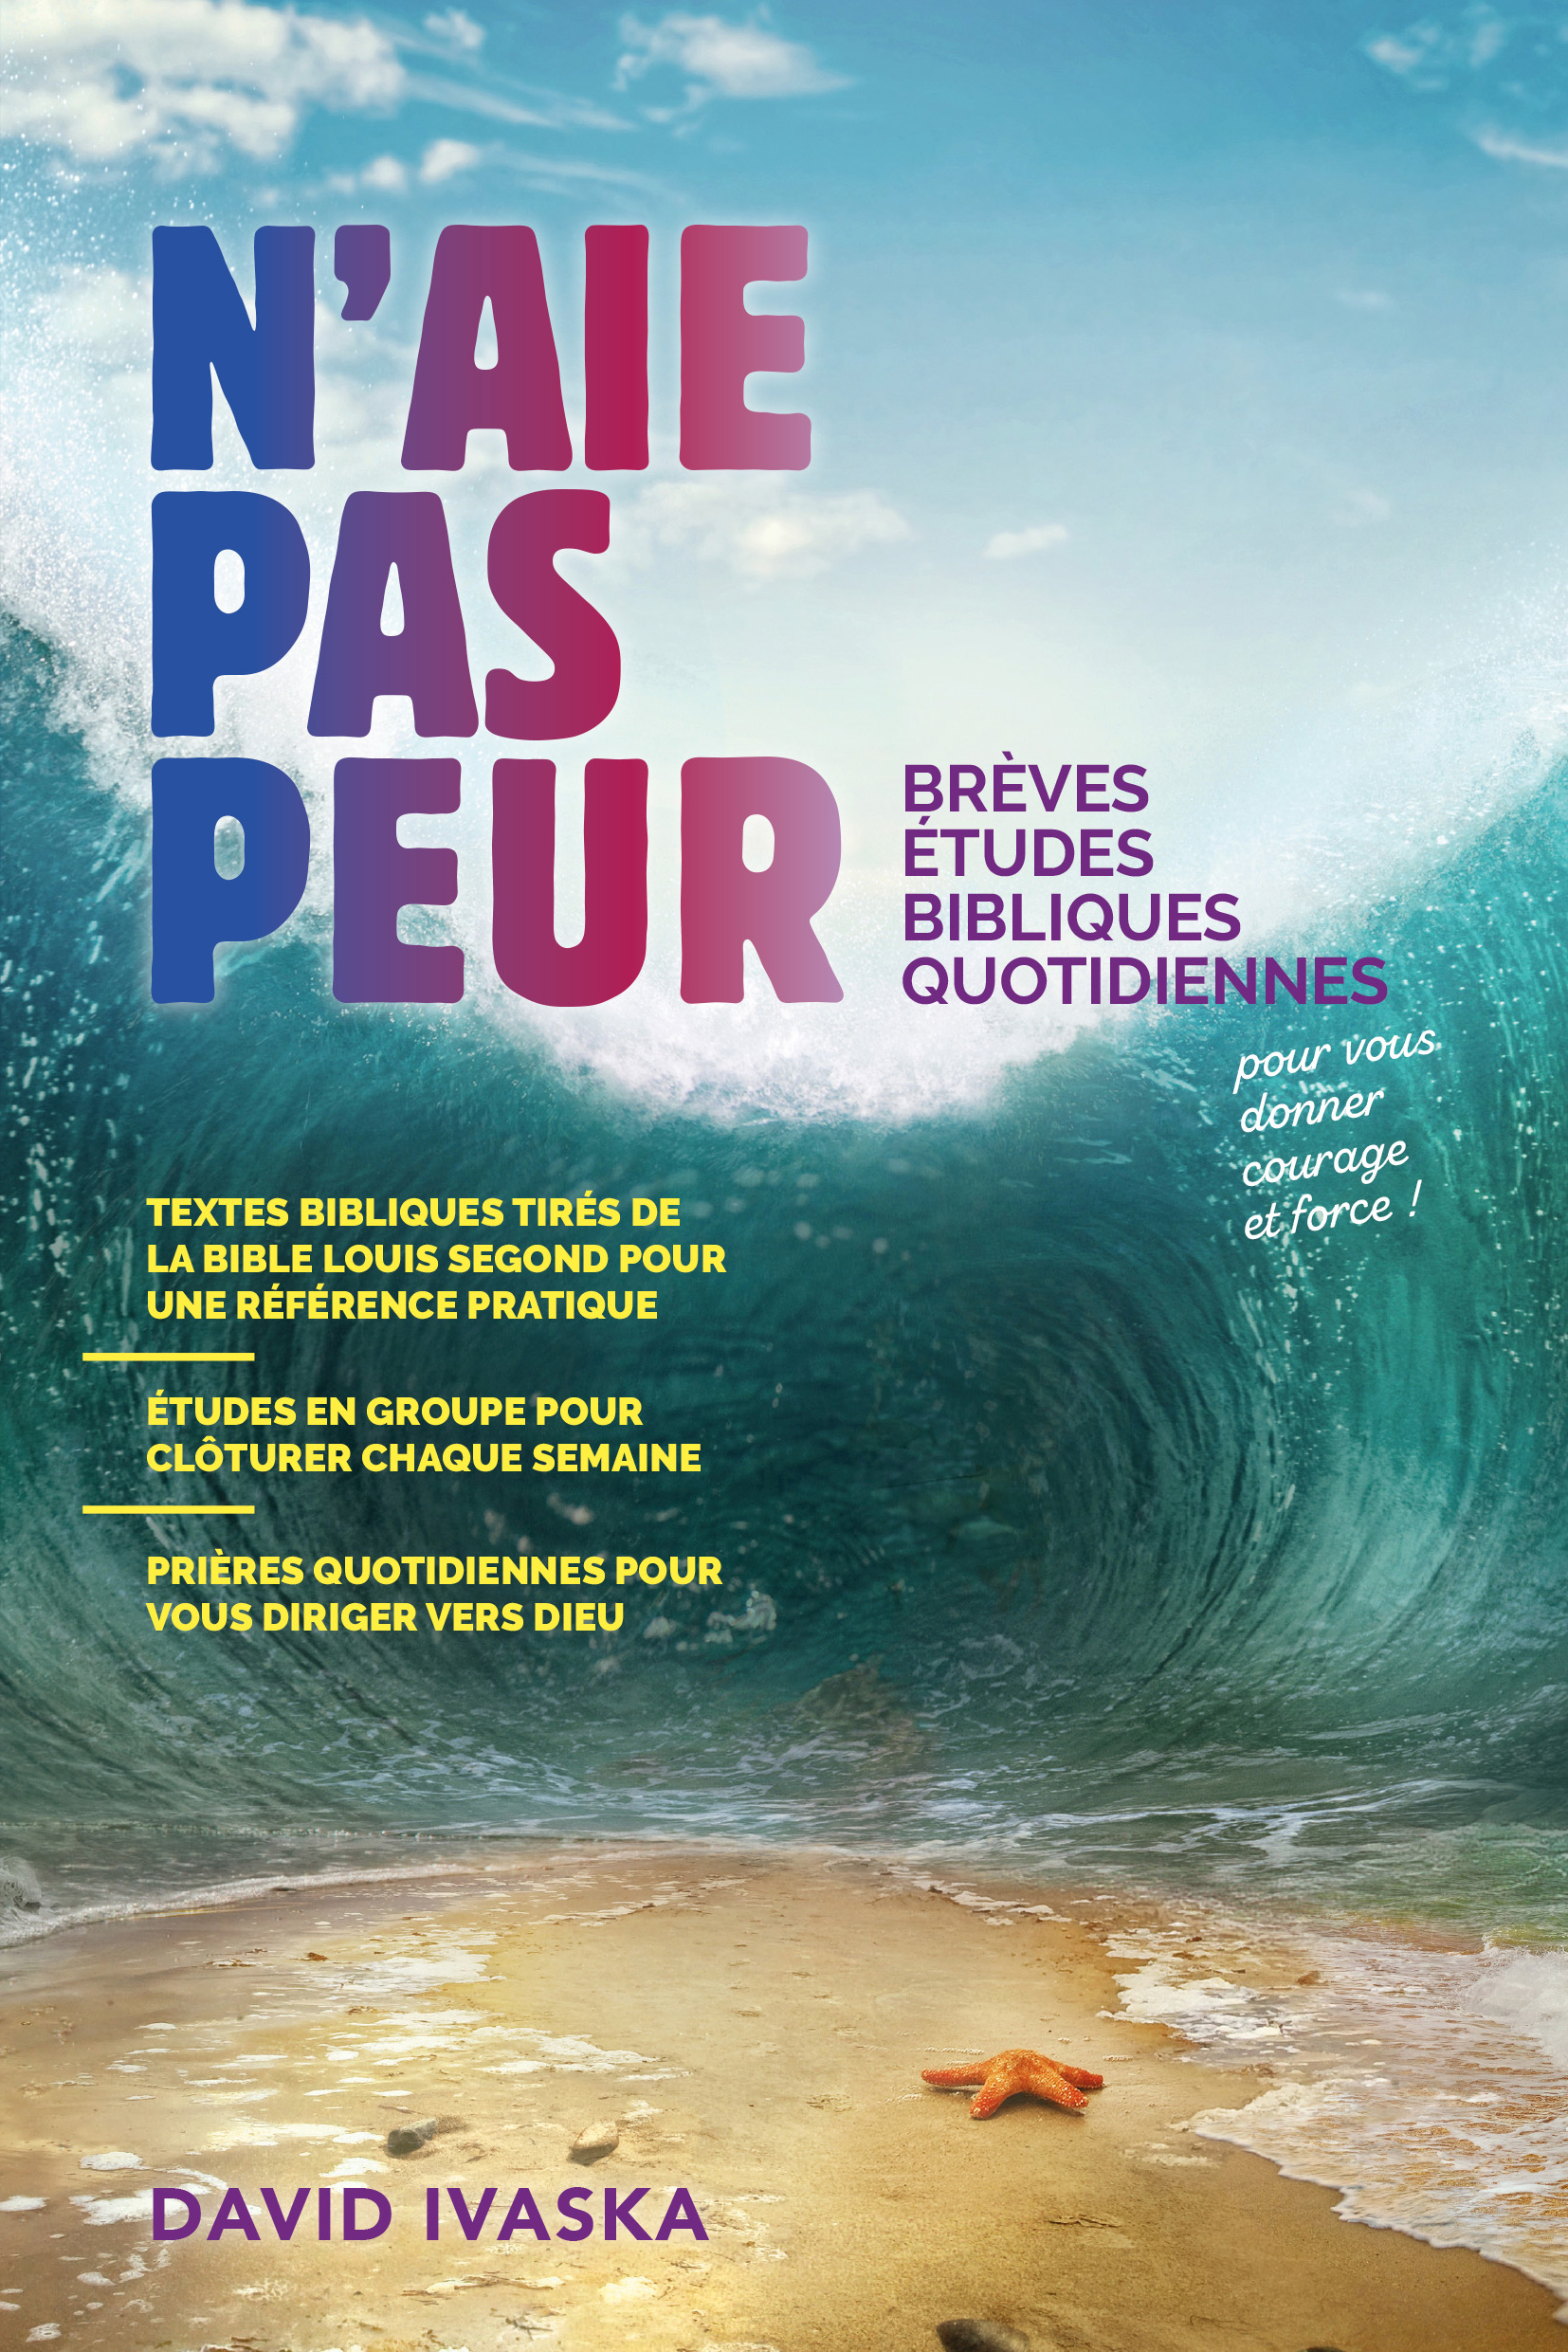 N’AIE
PAS
PEUR
BRÈVES
ÉTUDES
BIBLIQUES
QUOTIDIENNES
pour vous
donner
courage
et force !
TEXTES BIBLIQUES TIRÉS DE
LA BIBLE LOUIS SEGOND POUR
UNE RÉFÉRENCE PRATIQUE
ÉTUDES EN GROUPE POUR
CLÔTURER CHAQUE SEMAINE
PRIÈRES QUOTIDIENNES POUR
VOUS DIRIGER VERS DIEU
DAVID IVASKA